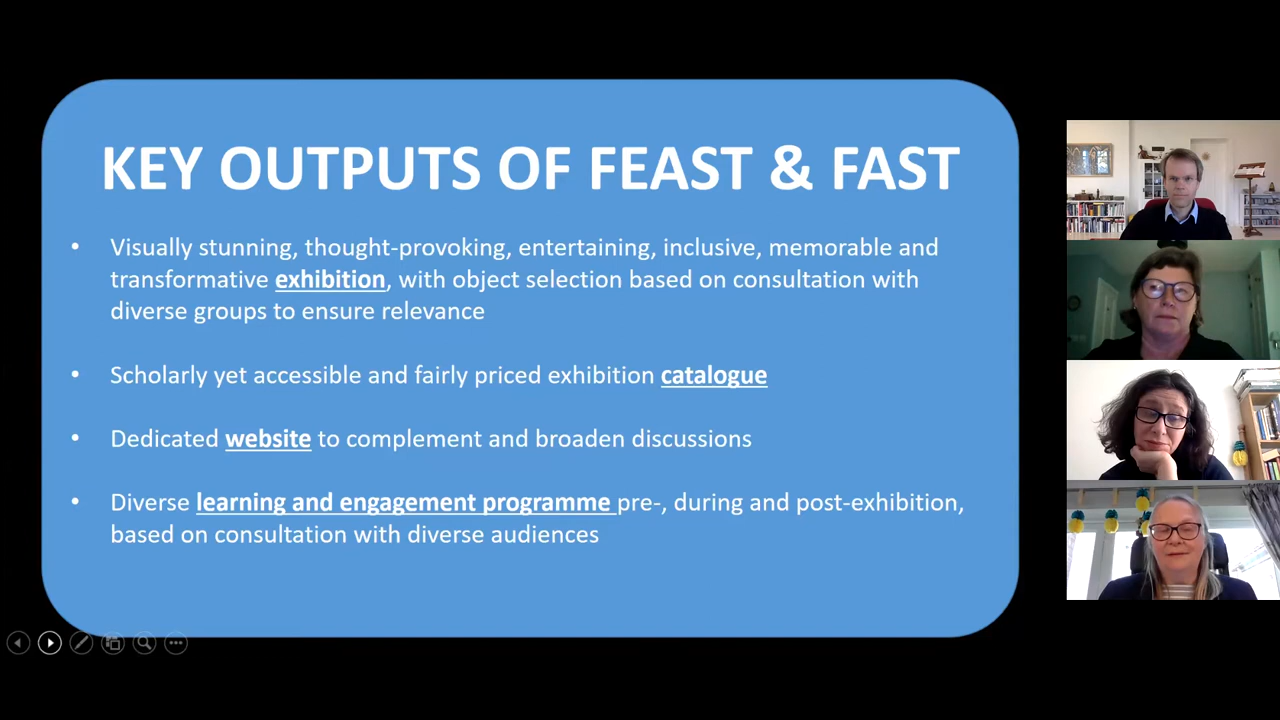 KEY OUTPUTS OF FEAST & FAST
• Visually stunning, thought-provoking, entertaining, inclusive, memorable and
transformative exhibition, with object selection based on consultation with
diverse groups to ensure relevance
• Scholarly yet accessible and fairly priced exhibition catalogue
• Dedicated website to complement and broaden discussions
• Diverse learning and engagement programme pre-, during and post-exhibition,
based on consultation with diverse audiences